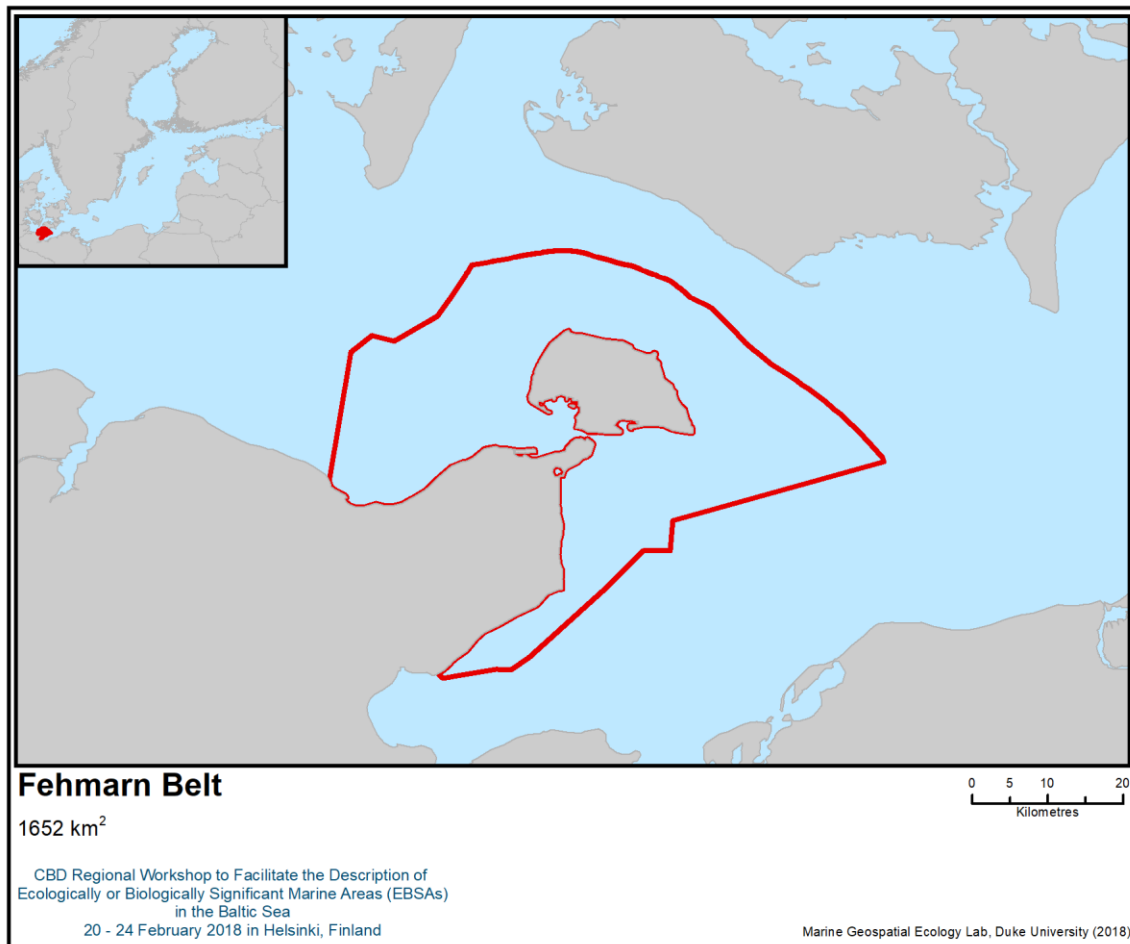 Fehmarn Belt
1652 km²
0 5 10 20
Kilometres
CBD Regional Workshop to Facilitate the Description of
Ecologically or Biologically Significant Marine Areas (EBSAs)
in the Baltic Sea
20 - 24 February 2018 in Helsinki, Finland
Marine Geospatial Ecology Lab, Duke University (2018)